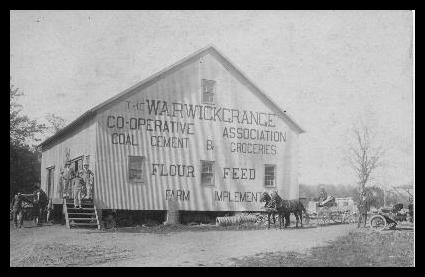 THE WARWICK GRANGE
CO-OPERATIVE ASSOCIATION
COAL CEMENT & GROCERIES.
FLOUR FEED
FARM IMPLEMENTS